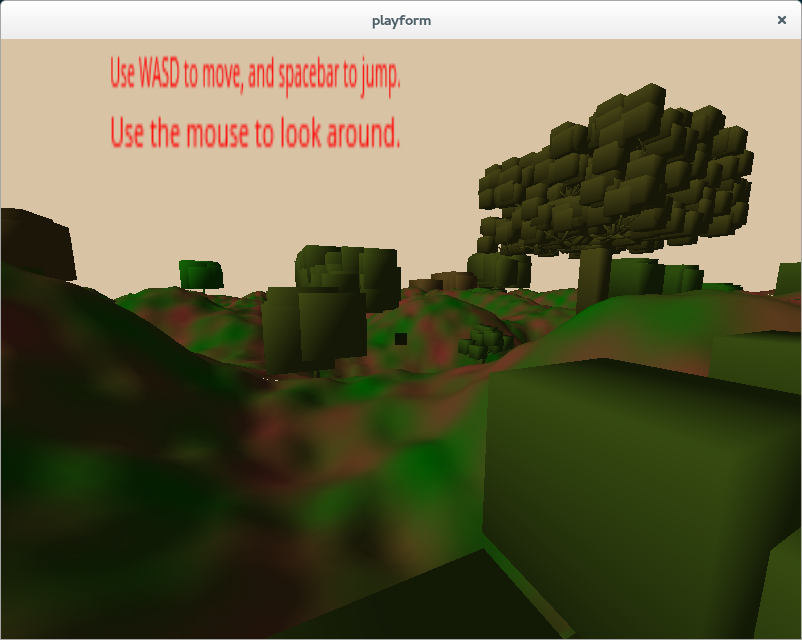 playform
Use WASD to move, and spacebar to jump.
Use the mouse to look around.